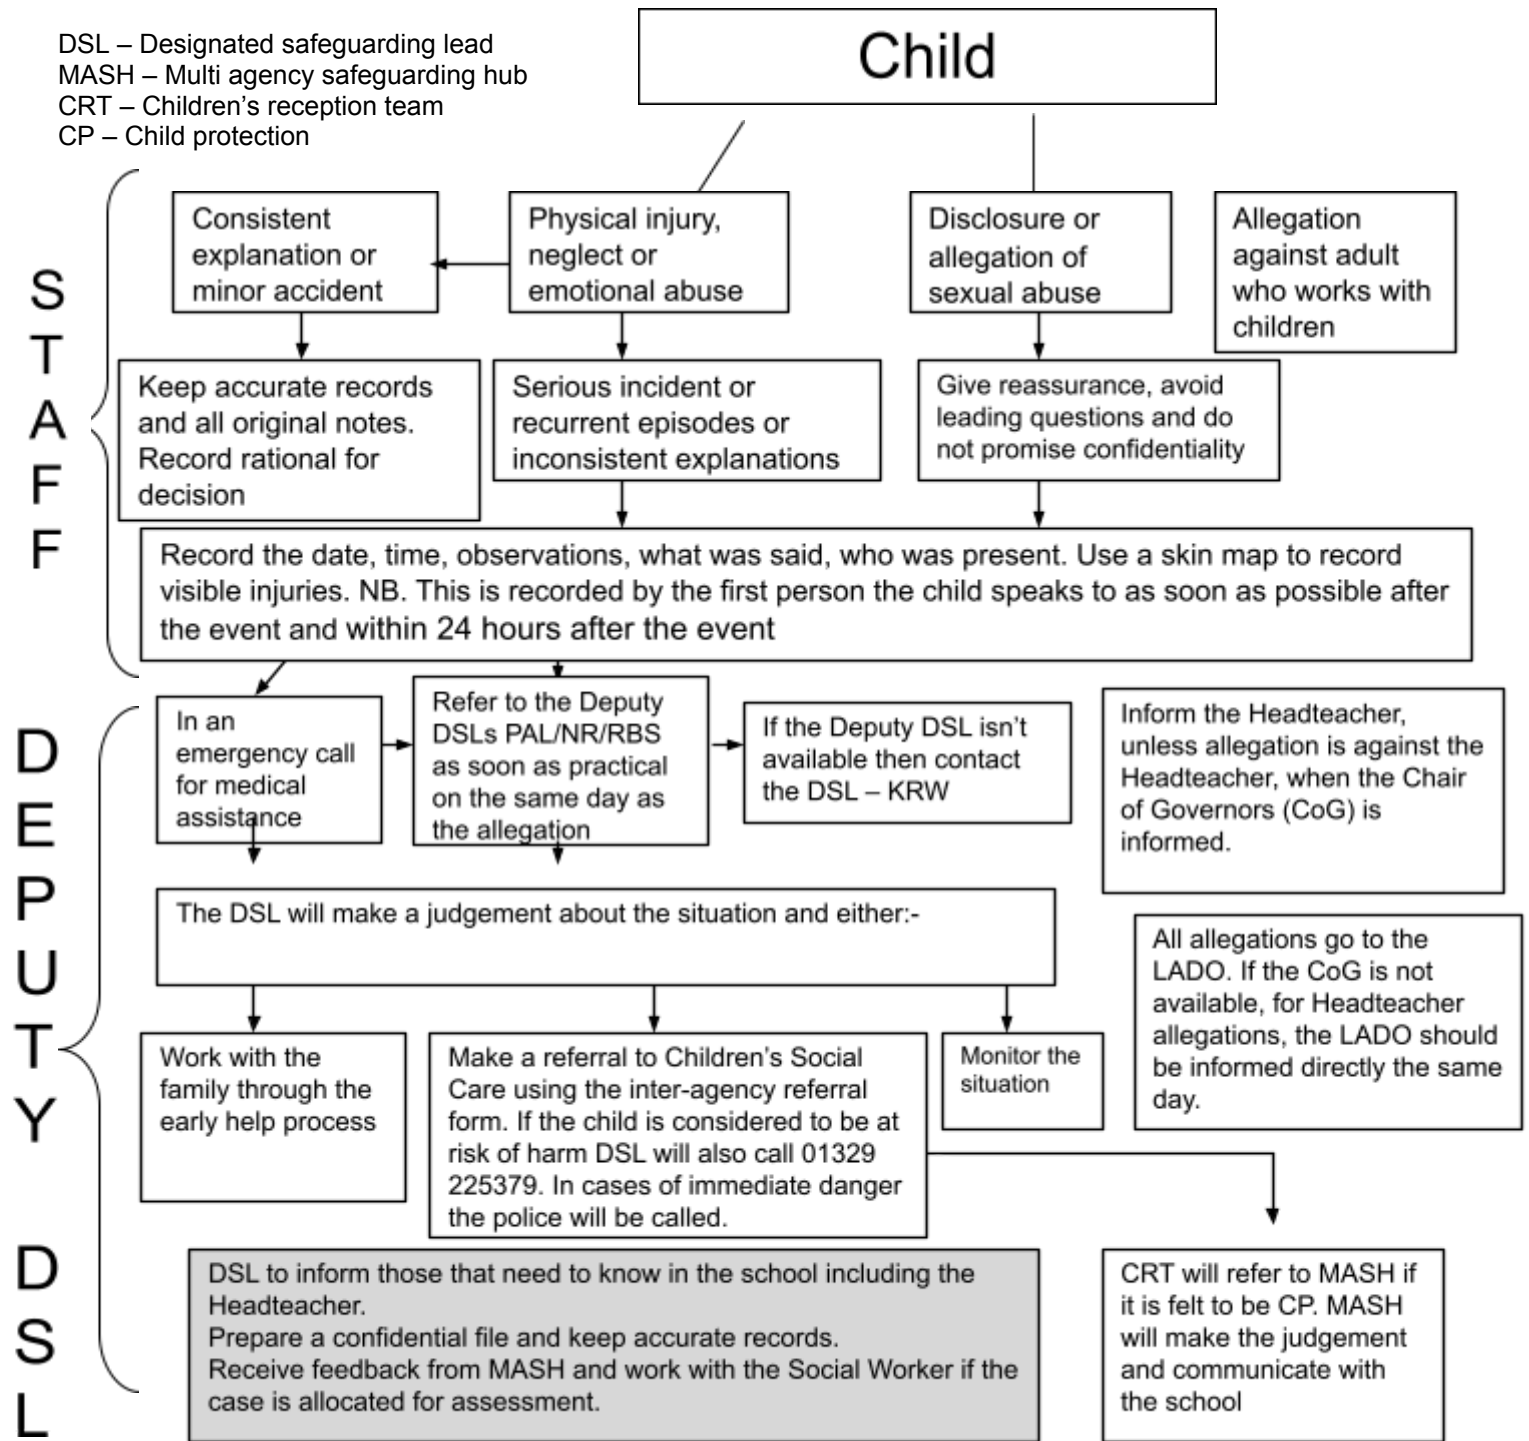 DSL – Designated safeguarding lead
MASH – Multi agency safeguarding hub
CRT – Children's reception team
CP – Child protection
Child
STAFF
Consistent
explanation or
minor accident
Physical injury,
neglect or
emotional abuse
Disclosure or
allegation of
sexual abuse
Allegation
against adult
who works with
children
Keep accurate records
and all original notes.
Record rational for
decision
Serious incident or
recurrent episodes or
inconsistent explanations
Give reassurance, avoid
leading questions and do
not promise confidentiality
Record the date, time, observations, what was said, who was present. Use a skin map to record
visible injuries. NB. This is recorded by the first person the child speaks to as soon as possible after
the event and within 24 hours after the event
DEPUTY DSL
In an
emergency call
for medical
assistance
Refer to the Deputy
DSLs PAL/NR/RBS
as soon as practical
on the same day as
the allegation
If the Deputy DSL isn't
available then contact
the DSL – KRW
Inform the Headteacher,
unless allegation is against the
Headteacher, when the Chair
of Governors (CoG) is
informed.
The DSL will make a judgement about the situation and either:-
All allegations go to the
LADO. If the CoG is not
available, for Headteacher
allegations, the LADO should
be informed directly the same
day.
Work with the
family through the
early help process
Make a referral to Children's Social
Care using the inter-agency referral
form. If the child is considered to be at
risk of harm DSL will also call 01329
225379. In cases of immediate danger
the police will be called.
Monitor the
situation
DSL to inform those that need to know in the school including the
Headteacher.
Prepare a confidential file and keep accurate records.
Receive feedback from MASH and work with the Social Worker if the
case is allocated for assessment.
CRT will refer to MASH if
it is felt to be CP. MASH
will make the judgement
and communicate with
the school